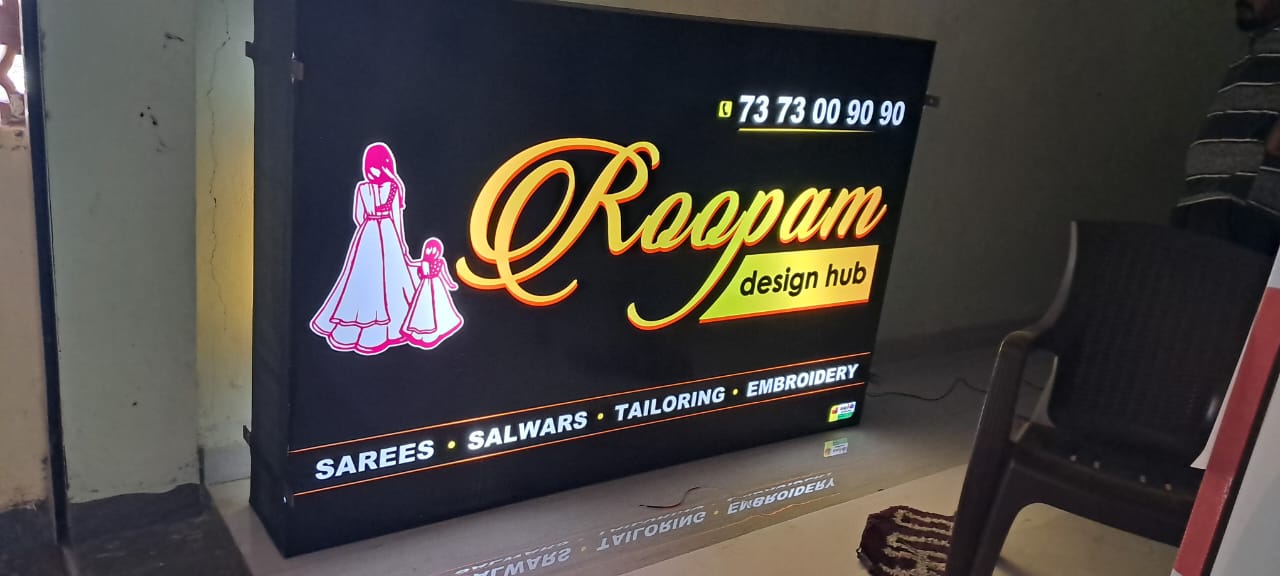 73 73 00 90 90
Roopam
design hub
SAREES • SALWARS • TAILORING • EMBROIDERY